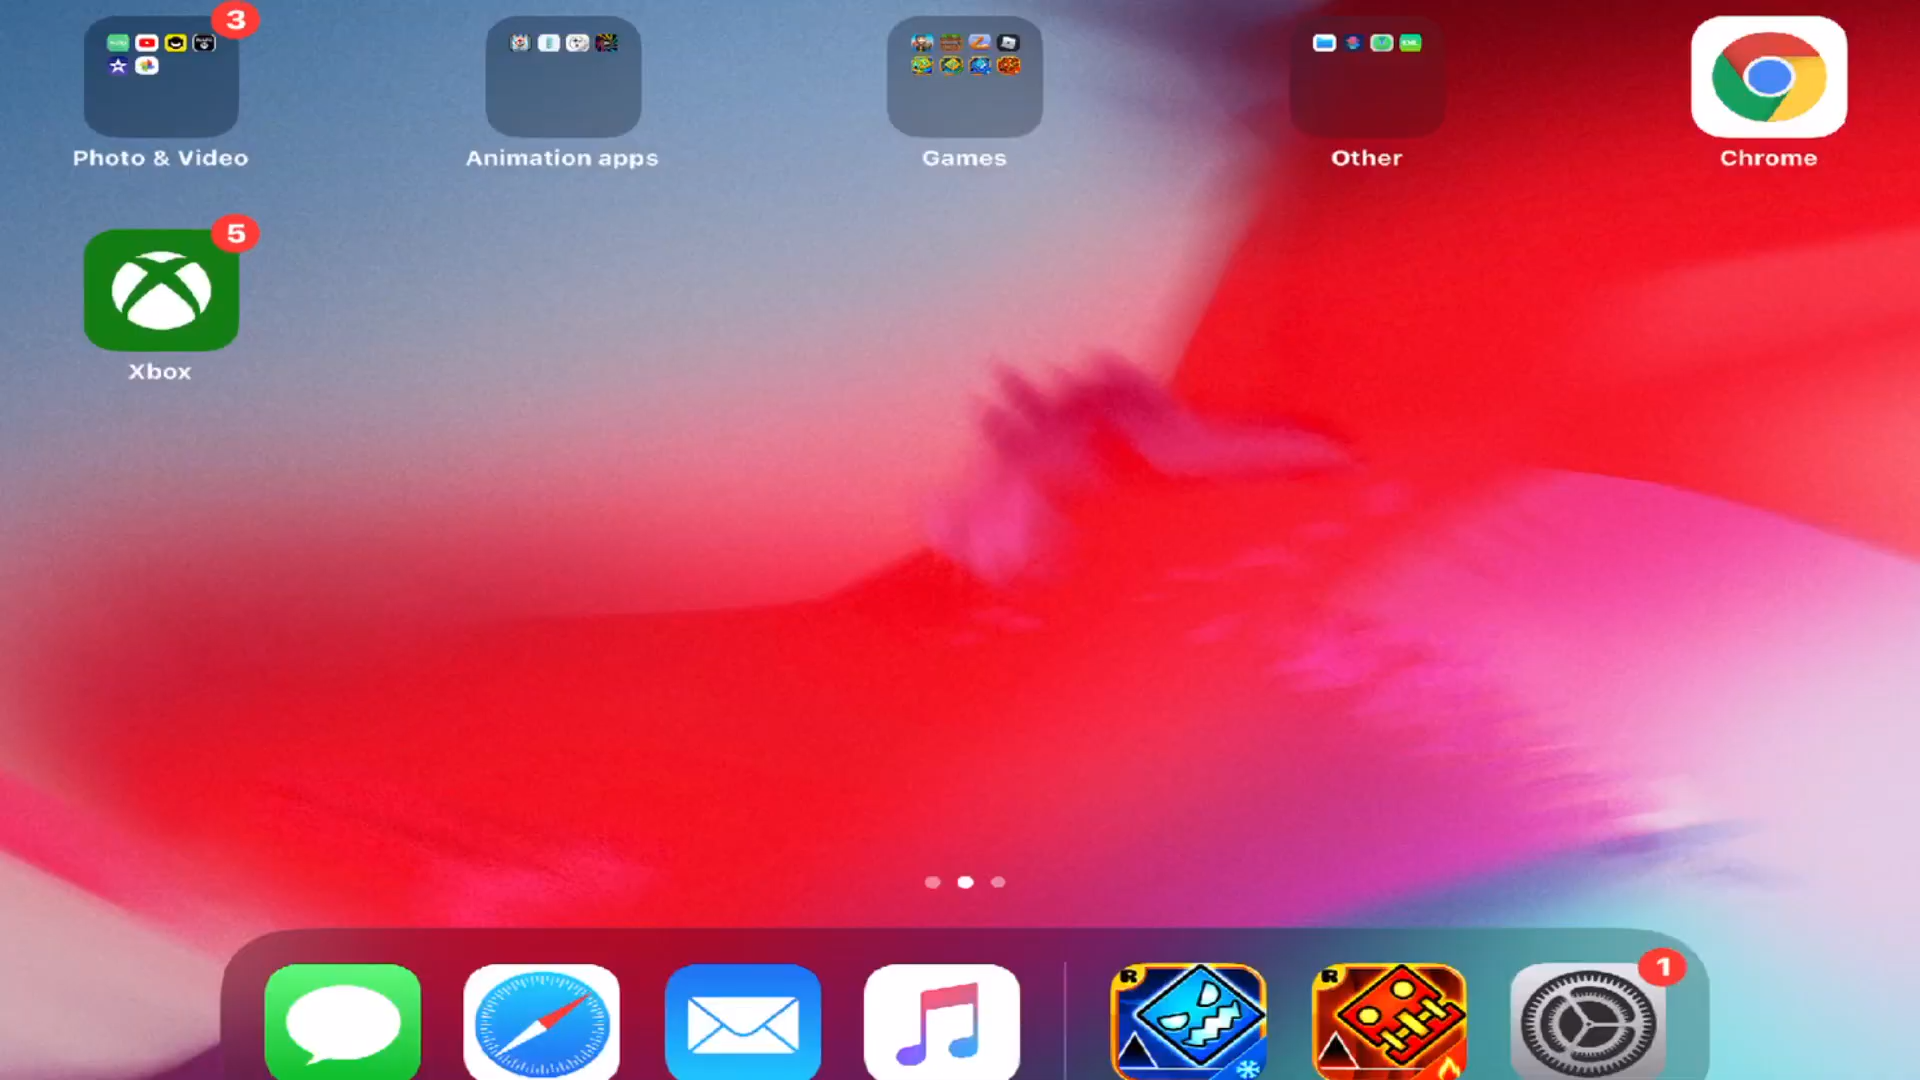 3
Photo & Video
Animation apps
Games
Other
Chrome
5
Xbox
R
R
1